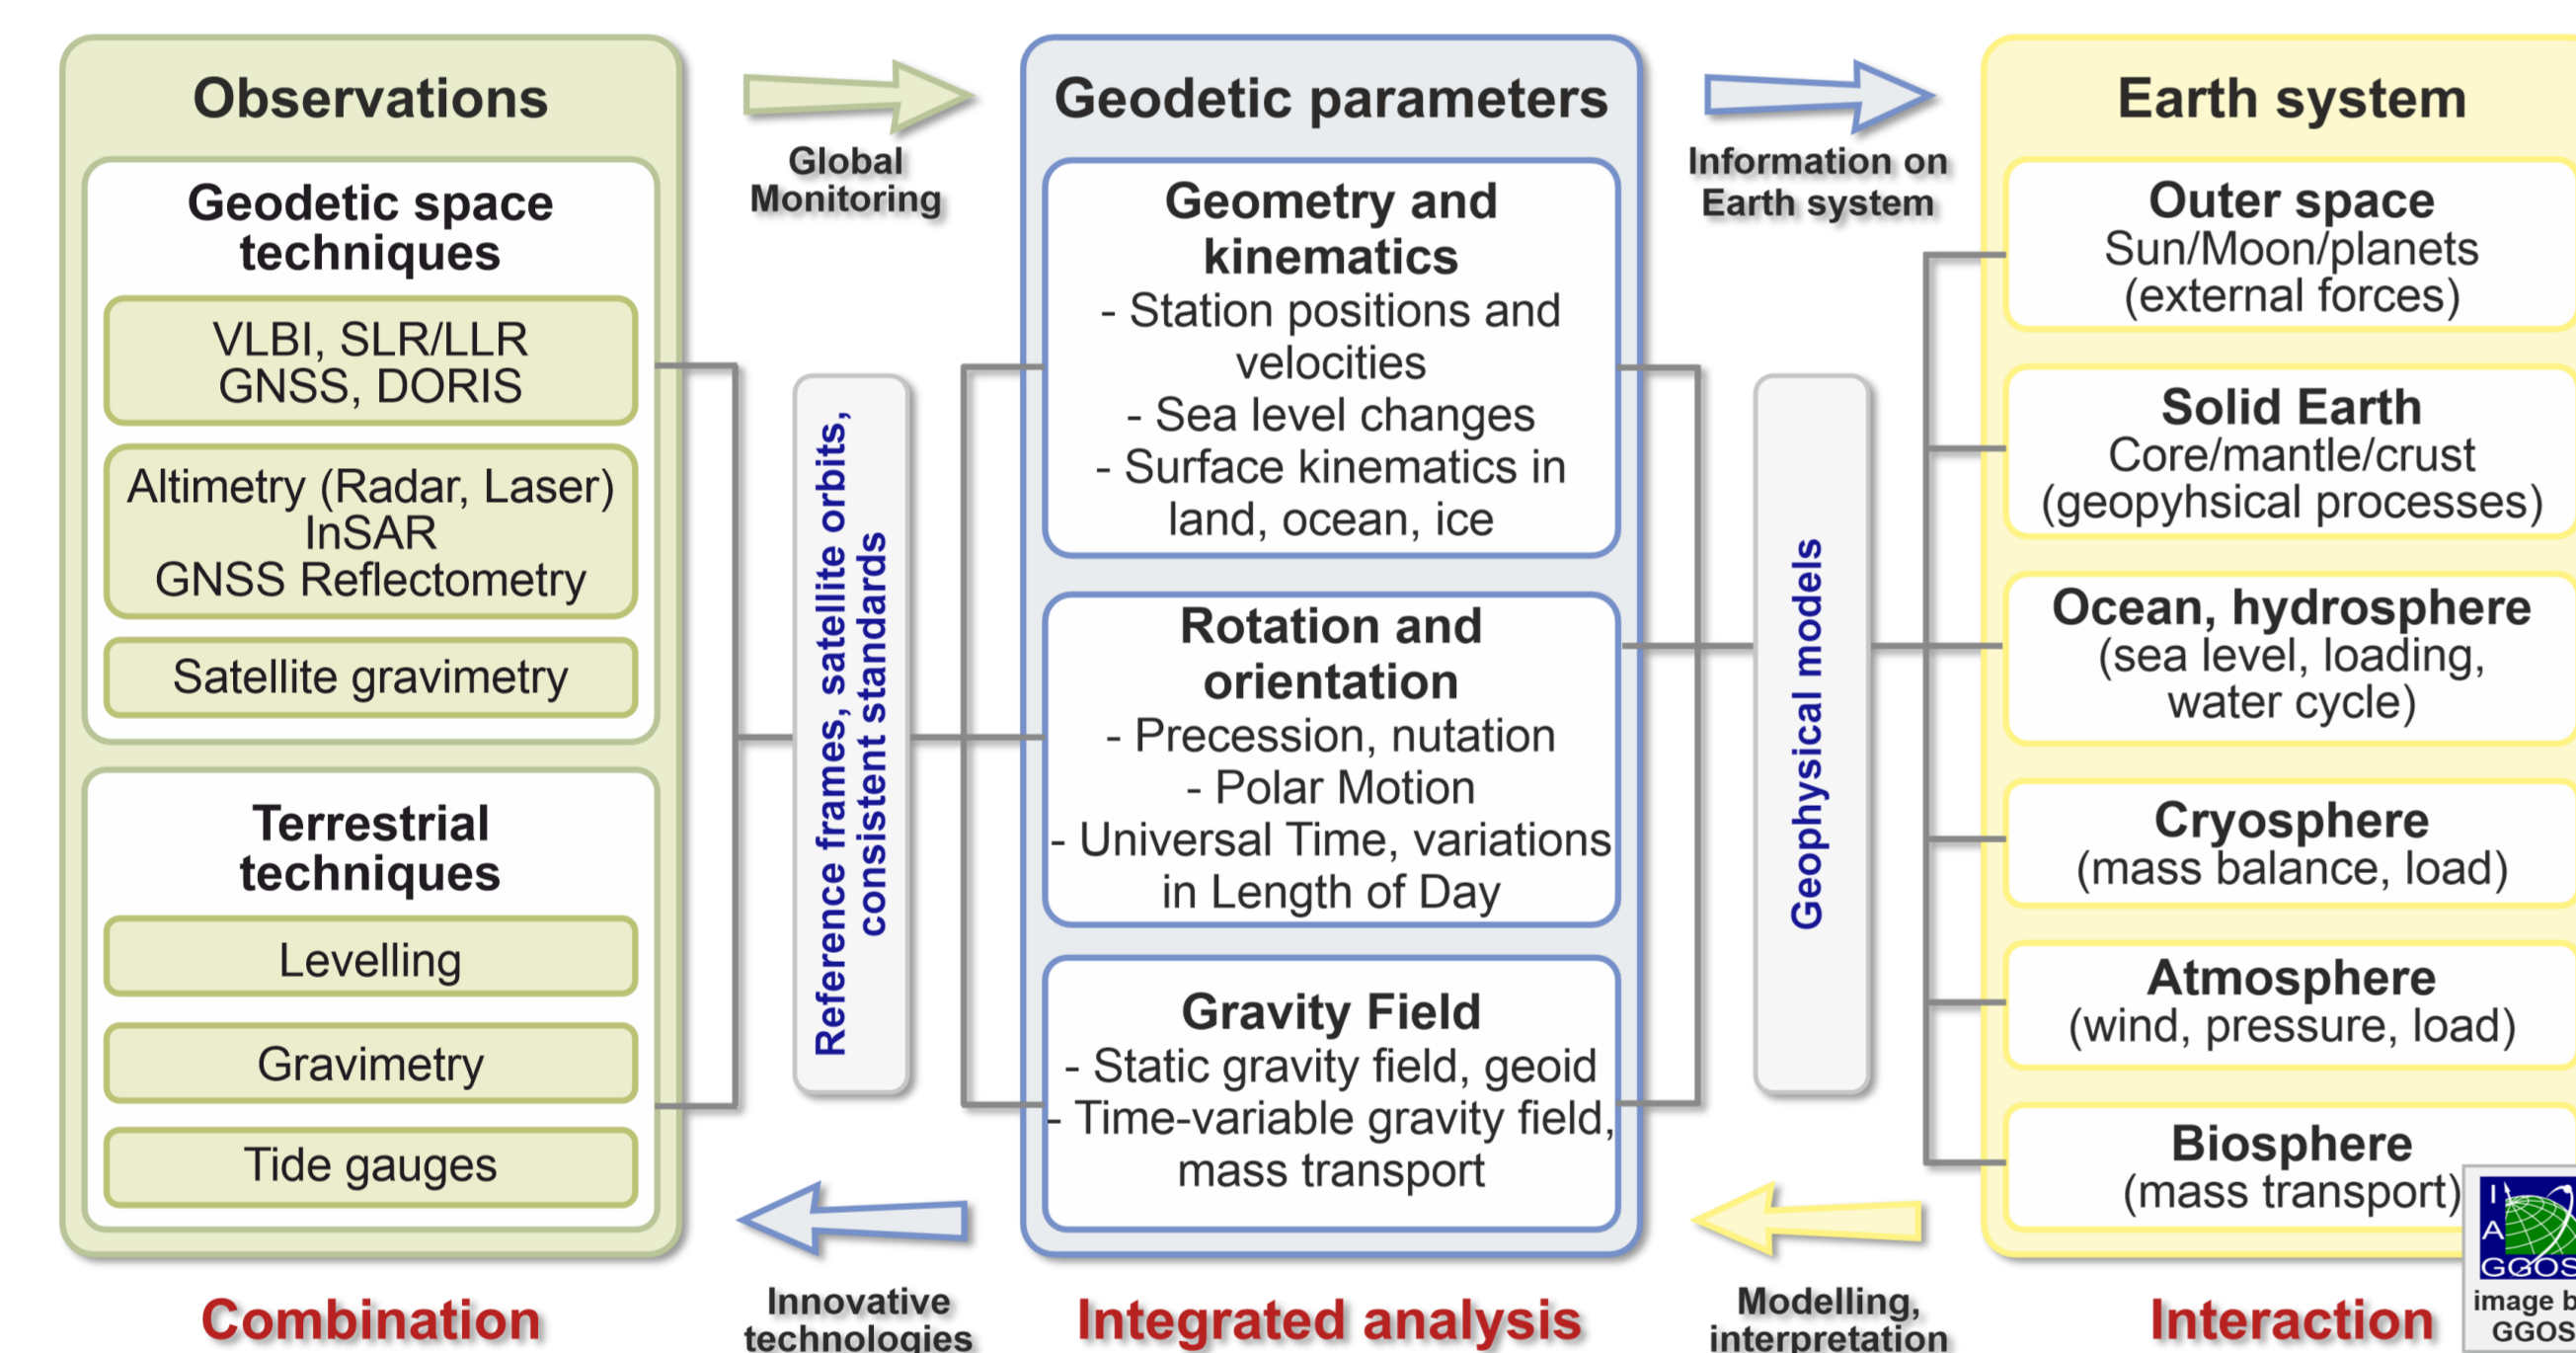 Observations
Geodetic space
techniques
VLBI, SLR/LLR
GNSS, DORIS
Altimetry (Radar, Laser)
InSAR
GNSS Reflectometry
Satellite gravimetry
Terrestrial
techniques
Levelling
Gravimetry
Tide gauges
Combination
Global
Monitoring
Reference frames, satellite orbits,
consistent standards
Innovative
technologies
Geodetic parameters
Geometry and
kinematics
- Station positions and
velocities
- Sea level changes
- Surface kinematics in
land, ocean, ice
Rotation and
orientation
- Precession, nutation
- Polar Motion
- Universal Time, variations
in Length of Day
Gravity Field
- Static gravity field, geoid
- Time-variable gravity field,
mass transport
Integrated analysis
Information on
Earth system
Geophysical models
Modelling,
interpretation
Earth system
Outer space
Sun/Moon/planets
(external forces)
Solid Earth
Core/mantle/crust
(geopyhsical processes)
Ocean, hydrosphere
(sea level, loading,
water cycle)
Cryosphere
(mass balance, load)
Atmosphere
(wind, pressure, load)
Biosphere
(mass transport)
Interaction
I
A
GGOS
image
GGOS